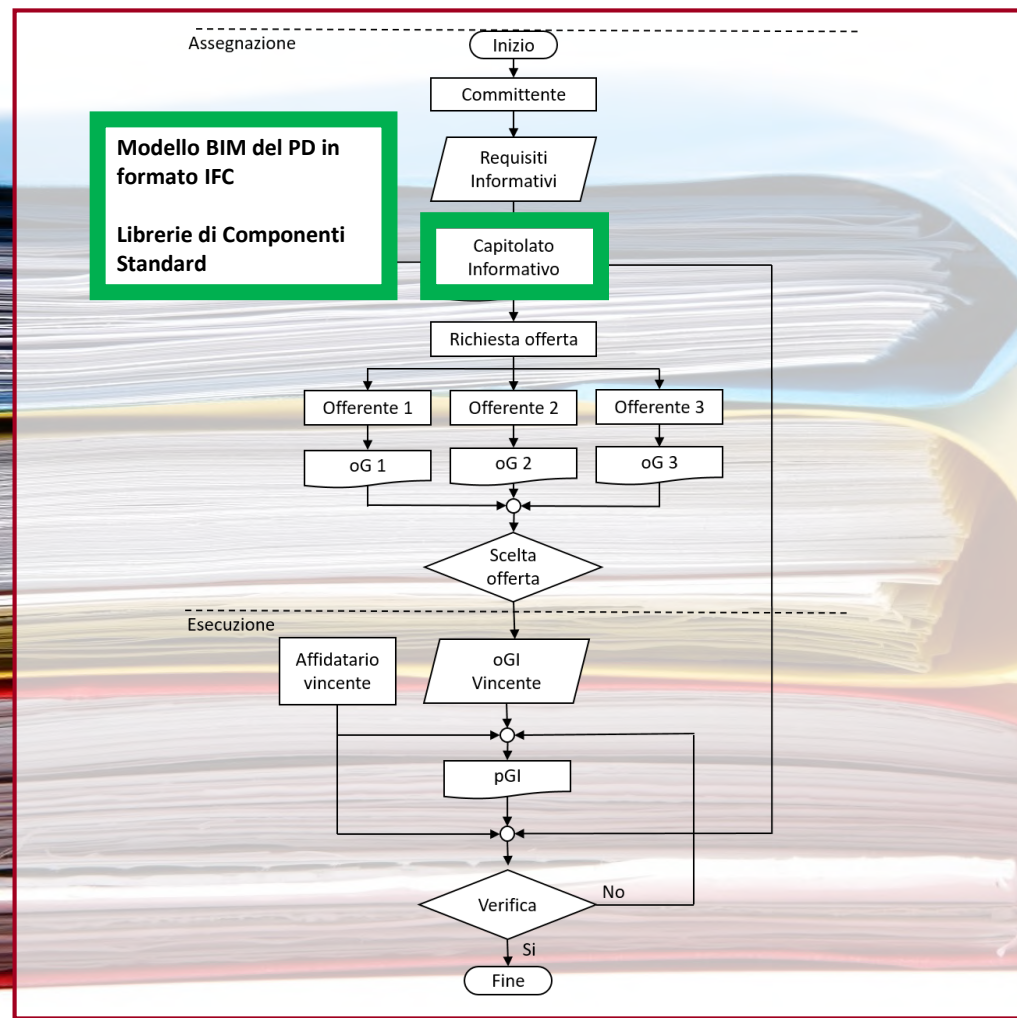 Assegnazione
Inizio
Committente
Modello BIM del PD in
formato IFC
Librerie di Componenti
Standard
Requisiti
Informativi
Capitolato
Informativo
Richiesta offerta
Offerente 1
Offerente 2
Offerente 3
oG 1
oG 2
oG 3
Scelta
offerta
Esecuzione
Affidatario
vincente
oGI
Vincente
pGI
Verifica
No
Si
Fine